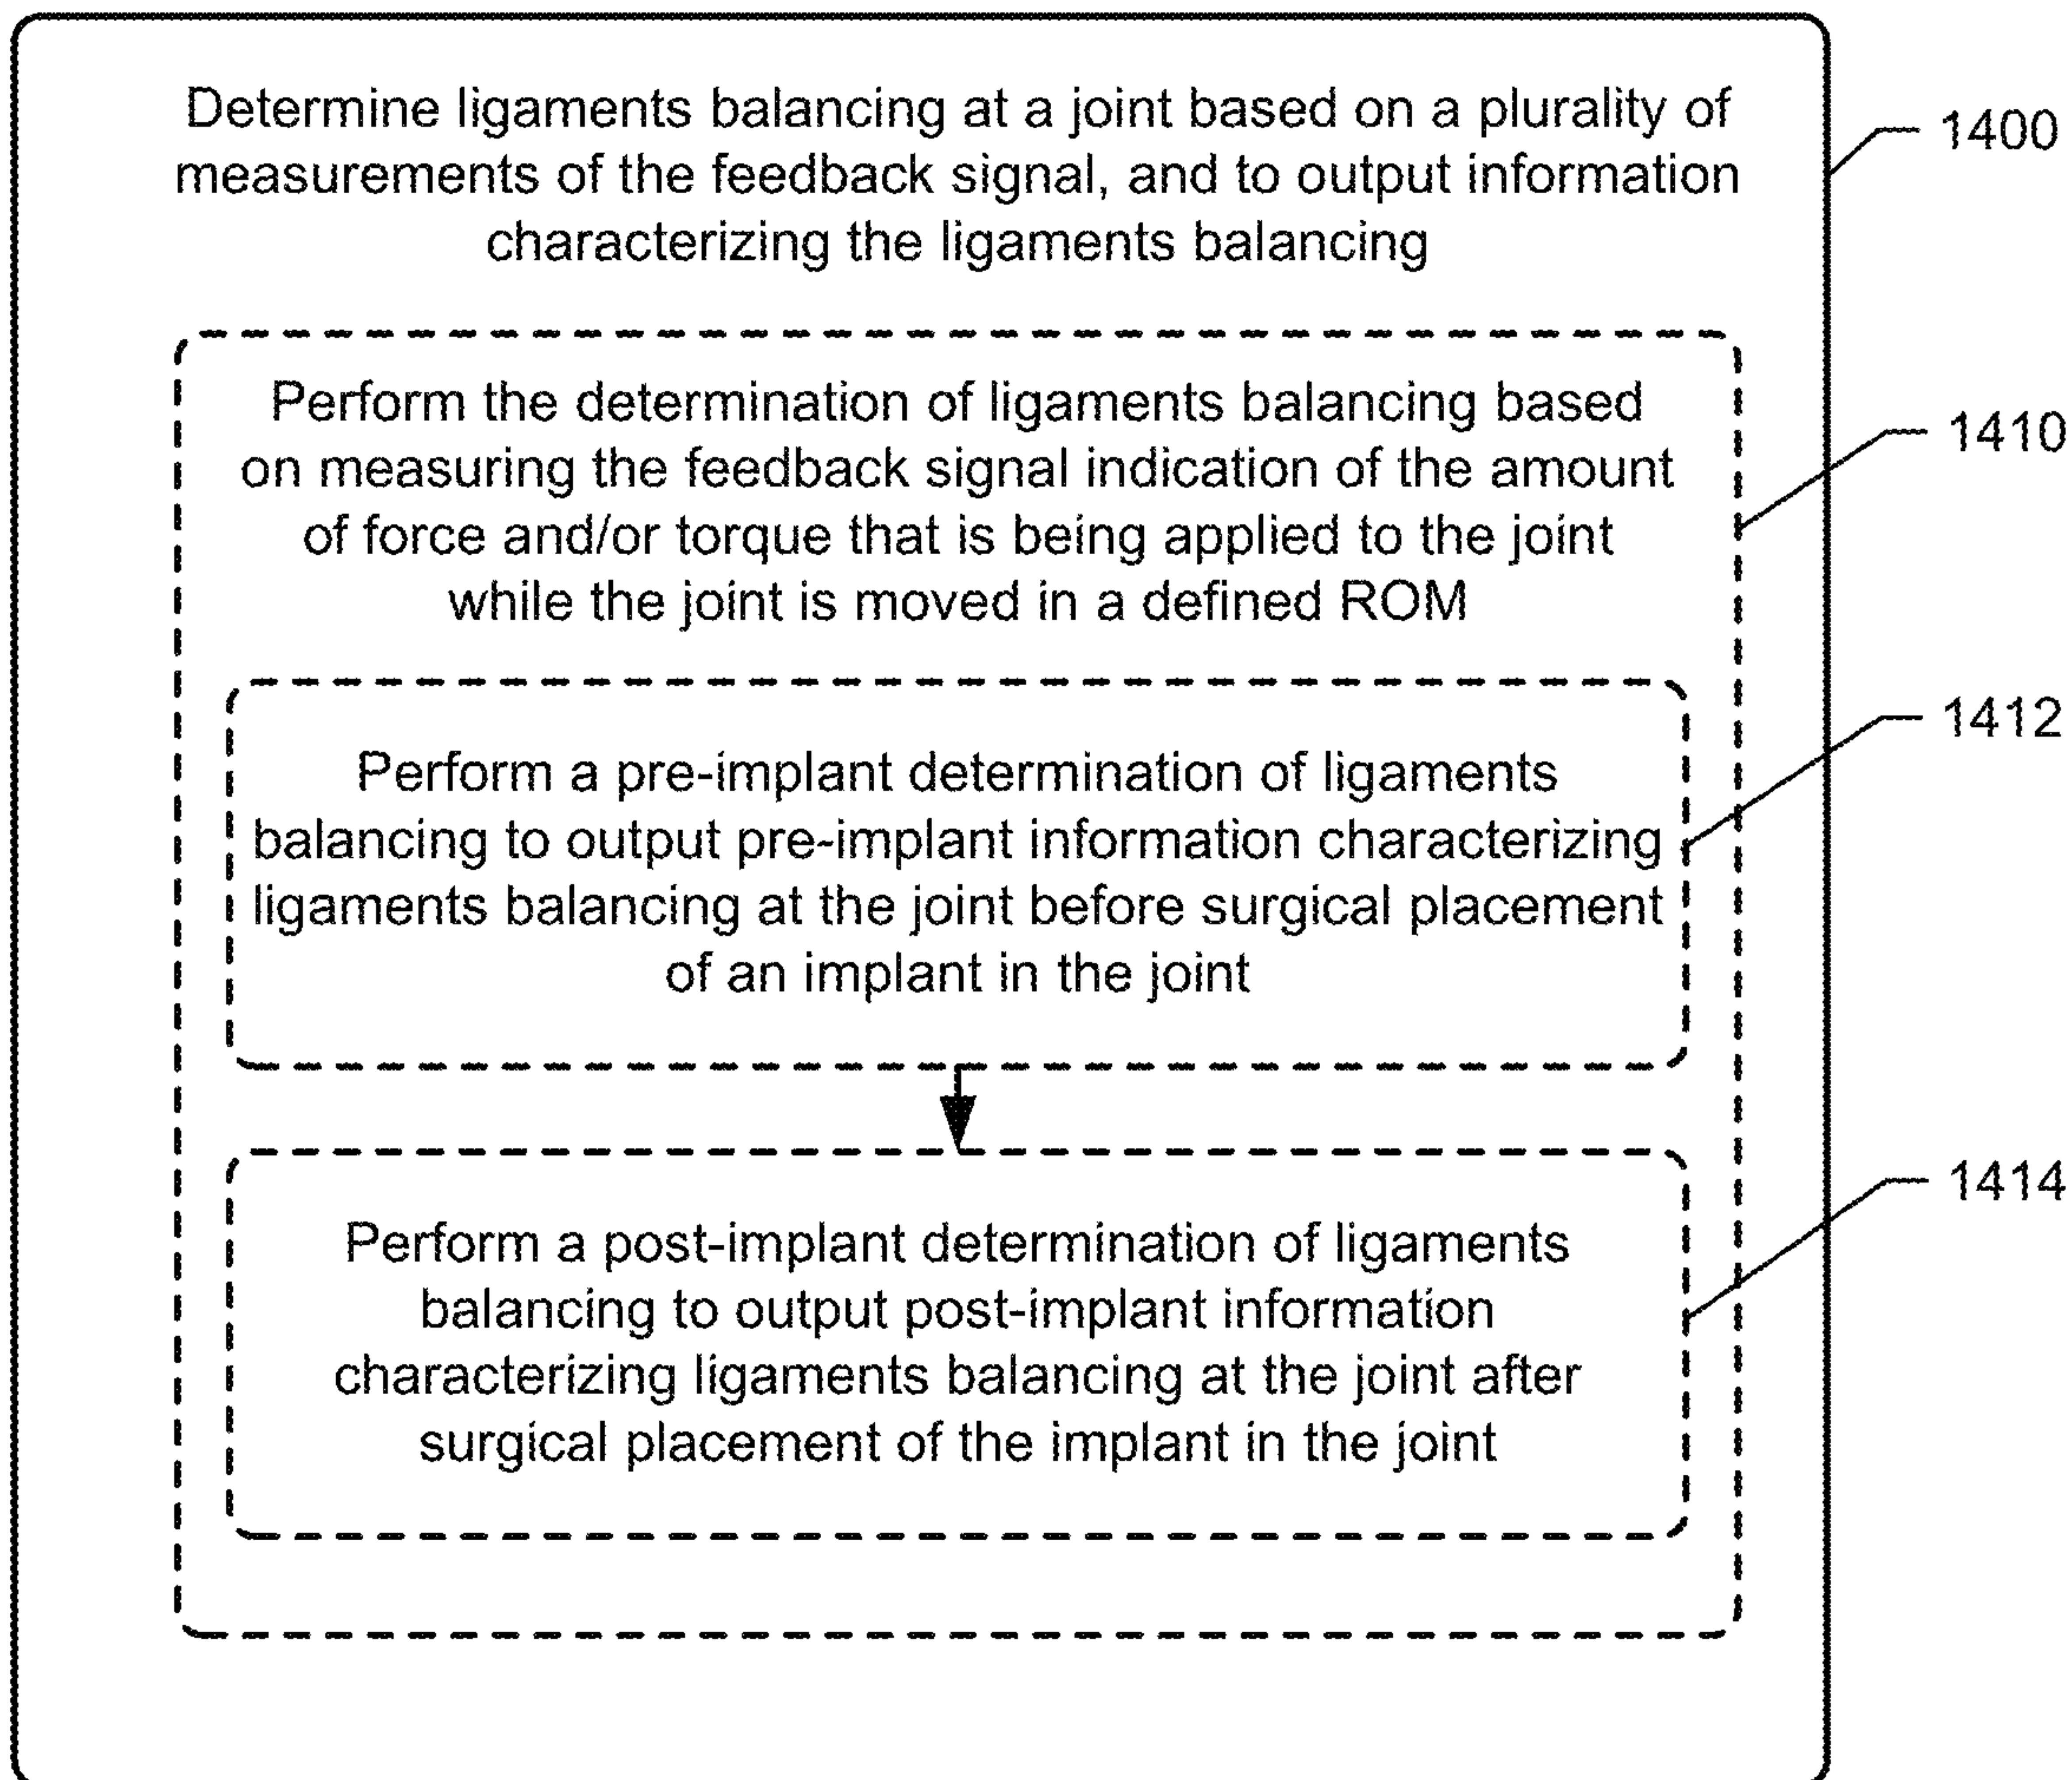 Determine ligaments balancing at a joint based on a plurality of
measurements of the feedback signal, and to output information
characterizing the ligaments balancing
1400
Perform the determination of ligaments balancing based
on measuring the feedback signal indication of the amount
of force and/or torque that is being applied to the joint
while the joint is moved in a defined ROM
1410
Perform a pre-implant determination of ligaments
balancing to output pre-implant information characterizing
ligaments balancing at the joint before surgical placement
of an implant in the joint
1412
Perform a post-implant determination of ligaments
balancing to output post-implant information
characterizing ligaments balancing at the joint after
surgical placement of the implant in the joint
1414